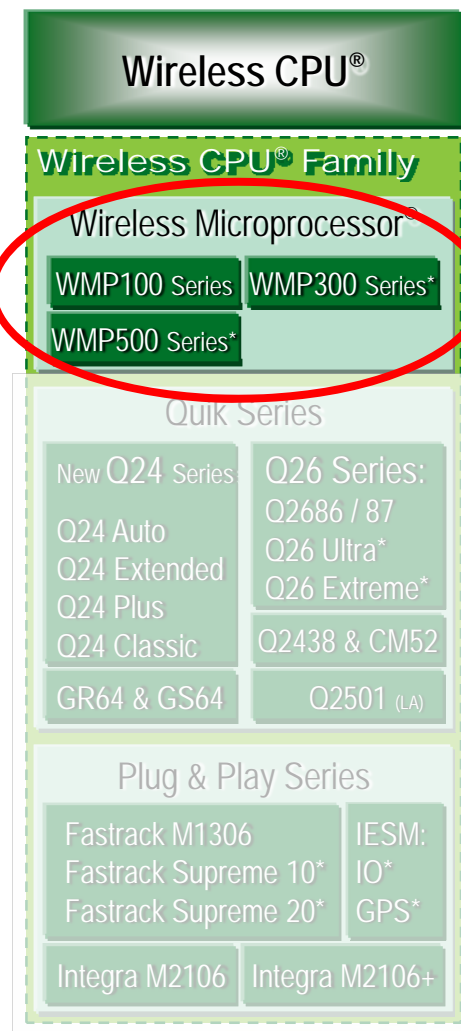 Wireless CPU®
Wireless CPU® Family
Wireless Microprocessor®
WMP100 Series WMP300 Series*
WMP500 Series*
Quik Series
New Q24 Series
Q24 Auto
Q24 Extended
Q24 Plus
Q24 Classic
Q26 Series:
Q2686 / 87
Q26 Ultra*
Q26 Extreme*
Q2438 & CM52
GR64 & GS64
Q2501 (LA)
Plug & Play Series
Fastrack M1306
Fastrack Supreme 10*
Fastrack Supreme 20*
IESM:
IO*
GPS*
Integra M2106 Integra M2106+